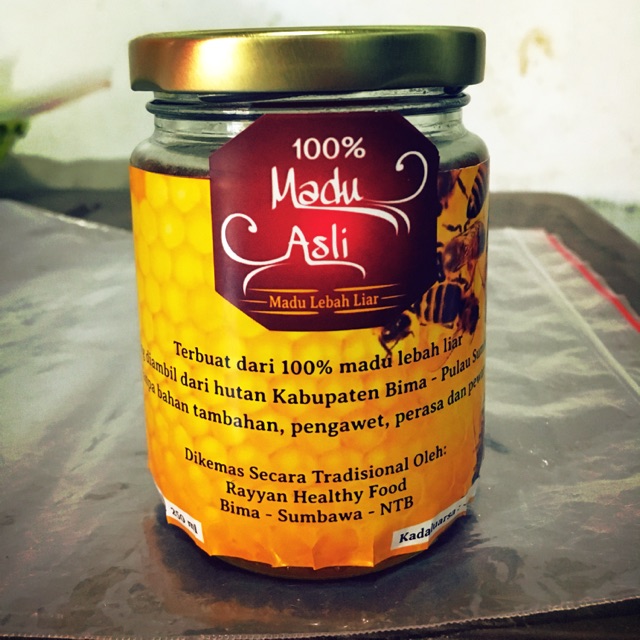 100%
Madu
Asli
Madu Lebah Liar
Terbuat dari 100% madu lebah liar
diambil dari hutan Kabupaten Bima - Pulau
bahan tambahan, pengawet, perasa dan
Dikemas Secara Tradisional Oleh:
Rayyan Healthy Food
Bima - Sumbawa - NTB
250 ml
Kadaluarsa :